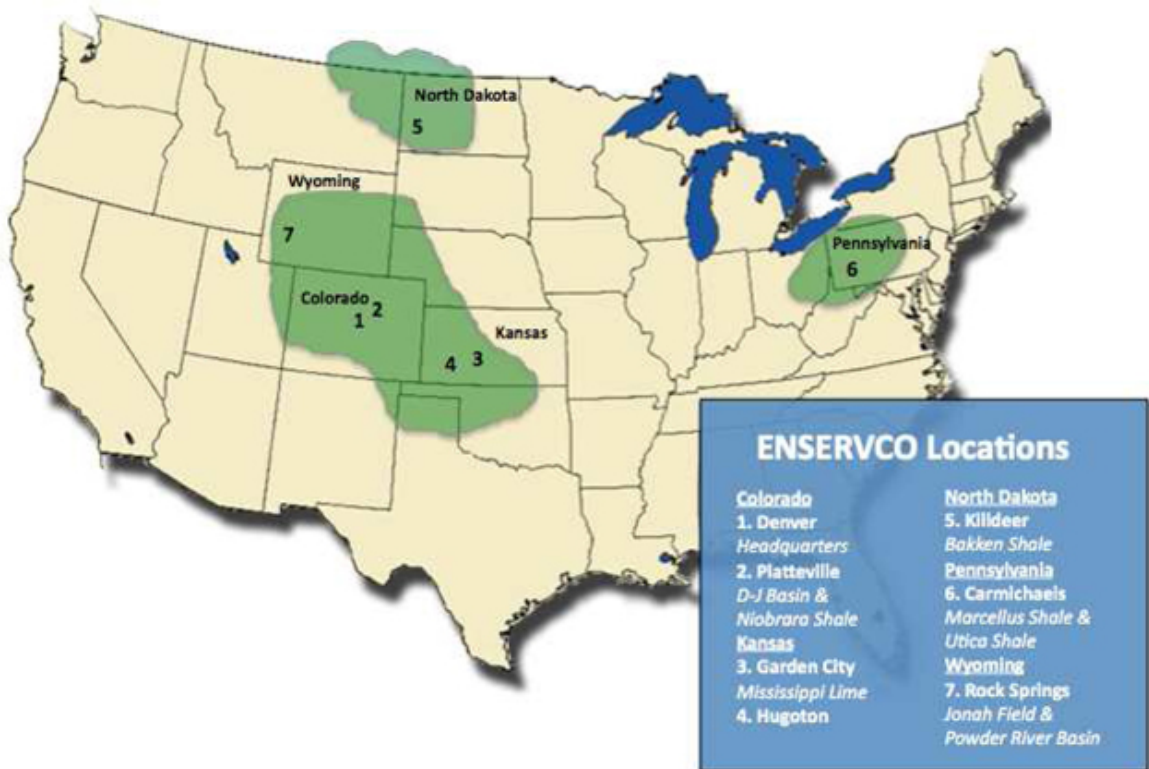 North Dakota
5
Wyoming
7
Pennsylvania
6
Colorado
2
1
Kansas
3
4
ENSERVCO Locations
Colorado
1. Denver
Headquarters
2. Platteville
D-J Basin &
Niobrara Shale
Kansas
3. Garden City
Mississippi Lime
4. Hugoton
North Dakota
5. Killdeer
Bakken Shale
Pennsylvania
6. Carmichaels
Marcellus Shale &
Utica Shale
Wyoming
7. Rock Springs
Jonah Field &
Powder River Basin